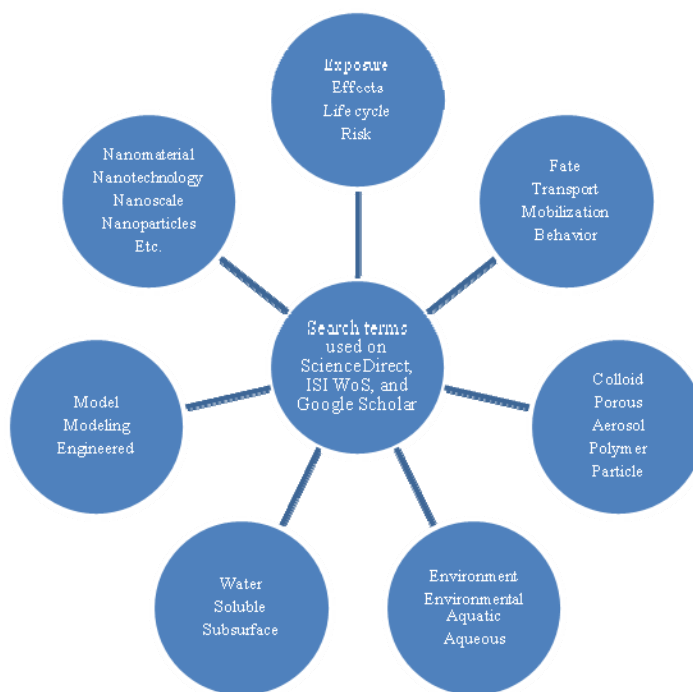 Exposure
Effects
Life cycle
Risk
Fate
Transport
Mobilization
Behavior
Colloid
Porous
Aerosol
Polymer
Particle
Environment
Environmental
Aquatic
Aqueous
Water
Soluble
Subsurface
Model
Modeling
Engineered
Nanomaterial
Nanotechnology
Nanoscale
Nanoparticles
Etc.
Search terms
used on
ScienceDirect,
ISI WoS, and
Google Scholar